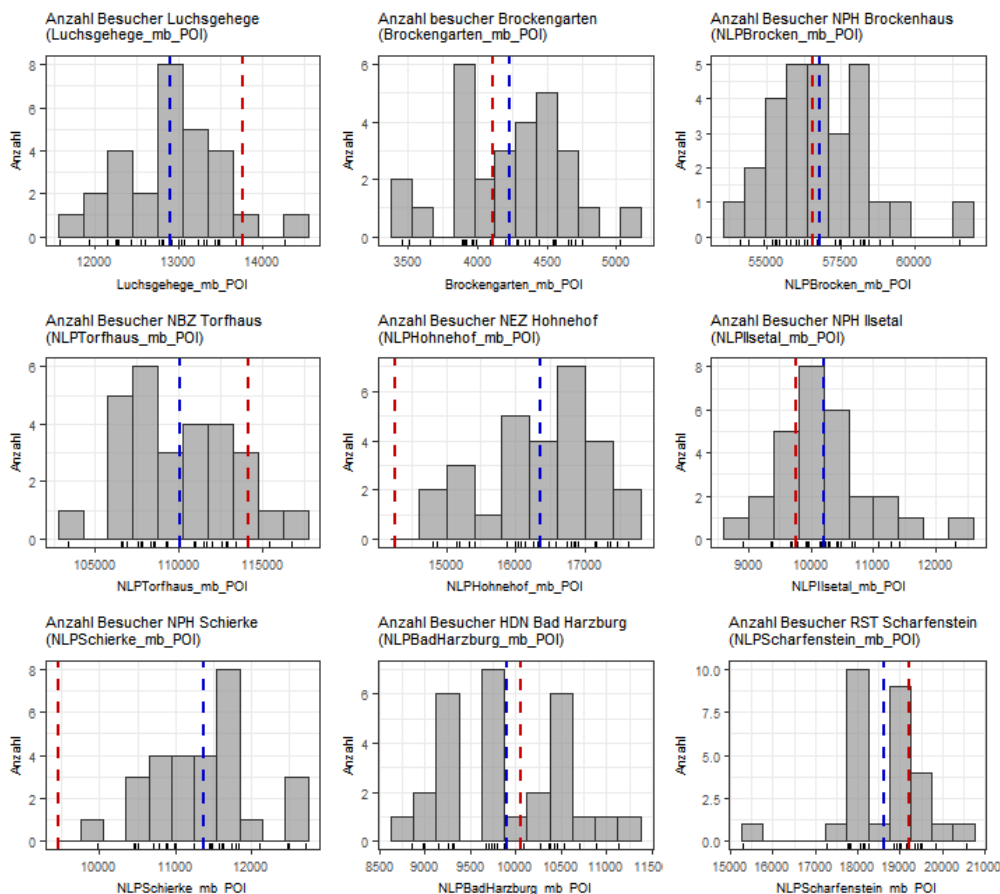 Anzahl Besucher Luchsgehege
(Luchsgehege_mb_POI)
8
6
4
2
0
Anzahl
12000 13000 14000
Luchsgehege_mb_POI
Anzahl besucher Brockengarten
(Brockengarten_mb_POI)
6
4
2
0
Anzahl
3500 4000 4500 5000
Brockengarten_mb_POI
Anzahl Besucher NPH Brockenhaus
(NLPBrocken_mb_POI)
5
4
3
2
1
0
Anzahl
55000 57500 60000
NLPBrocken_mb_POI
Anzahl Besucher NBZ Torfhaus
(NLPTorfhaus_mb_POI)
6
4
2
0
Anzahl
105000 110000 115000
NLPTorfhaus_mb_POI
Anzahl Besucher NEZ Hohnehof
(NLPHohnehof_mb_POI)
6
4
2
0
Anzahl
15000 16000 17000
NLPHohnehof_mb_POI
Anzahl Besucher NPH Ilsetal
(NLPIlsetal_mb_POI)
8
6
4
2
0
Anzahl
9000 10000 11000 12000
NLPIlsetal_mb_POI
Anzahl Besucher NPH Schierke
(NLPSchierke_mb_POI)
8
6
4
2
0
Anzahl
10000 11000 12000
NLPSchierke_mb_POI
Anzahl Besucher HDN Bad Harzburg
(NLPBadHarzburg_mb_POI)
6
4
2
0
Anzahl
8500 9500 10000 10500 11000 1150
NLPBadHarzburg_mb_POI
Anzahl Besucher RST Scharfenstein
(NLPScharfenstein_mb_POI)
10.0
7.5
5.0
2.5
0.0
Anzahl
15000 16000 17000 18000 19000 20000 21000
NLPScharfenstein_mb_POI